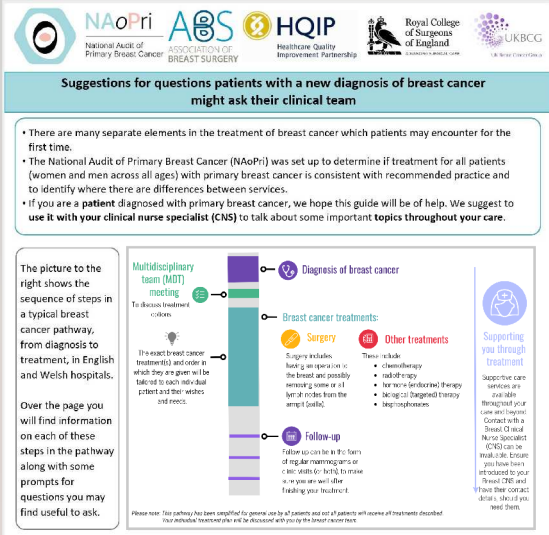 NAoPri
National Audit of
Primary Breast Cancer
ABS
ASSOCIATION OF
BREAST SURGERY
HQIP
Healthcare Quality
Improvement Partnership
Royal College
of Surgeons
of England
UKBCG
Suggestions for questions patients with a new diagnosis of breast cancer
might ask their clinical team
• There are many separate elements in the treatment of breast cancer which patients may encounter for the
first time.
• The National Audit of Primary Breast Cancer (NAoPri) was set up to determine if treatment for all patients
(women and men across all ages) with primary breast cancer is consistent with recommended practice and
to identify where there are differences between services.
• If you are a patient diagnosed with primary breast cancer, we hope this guide will be of help. We suggest to
use it with your clinical nurse specialist (CNS) to talk about some important topics throughout your care.
The picture to the
right shows the
sequence of steps in
a typical breast
cancer pathway,
from diagnosis to
treatment, in English
and Welsh hospitals.
Over the page you
will find information
on each of these
steps in the pathway
along with some
prompts for
questions you may
find useful to ask.
Multidisciplinary
team (MDT)
meeting
To discuss treatment
options
The exact breast cancer
treatment(s) and order in
which they are given will be
tailored to each individual
patient and their wishes
and needs.
Diagnosis of breast cancer
Breast cancer treatments:
Surgery
Surgery includes
having an operation to
the breast and possibly
removing some or all
lymph nodes from the
armpit (axilla).
Other treatments
These include
• chemotherapy
• radiotherapy
• hormone (endocrine) therapy
• biological (targeted) therapy
• bisphosphonates
Follow-up
Follow up can be in the form
of regular mammograms or
clinic visits (or both), to make
sure you are well after
finishing your treatment.
Supporting
you through
treatment
Supportive care
services are
available
throughout your
care and beyond
Contact with a
Breast Clinical
Nurse Specialist
(CNS) can be
invaluable. Ensure
you have been
introduced to your
Breast CNS and
have their contact
details, should you
need them.
Please note: This pathway has been simplified for general use by all patients and not all patients will receive all treatments described.
Your individual treatment plan will be discussed with you by the breast cancer team.